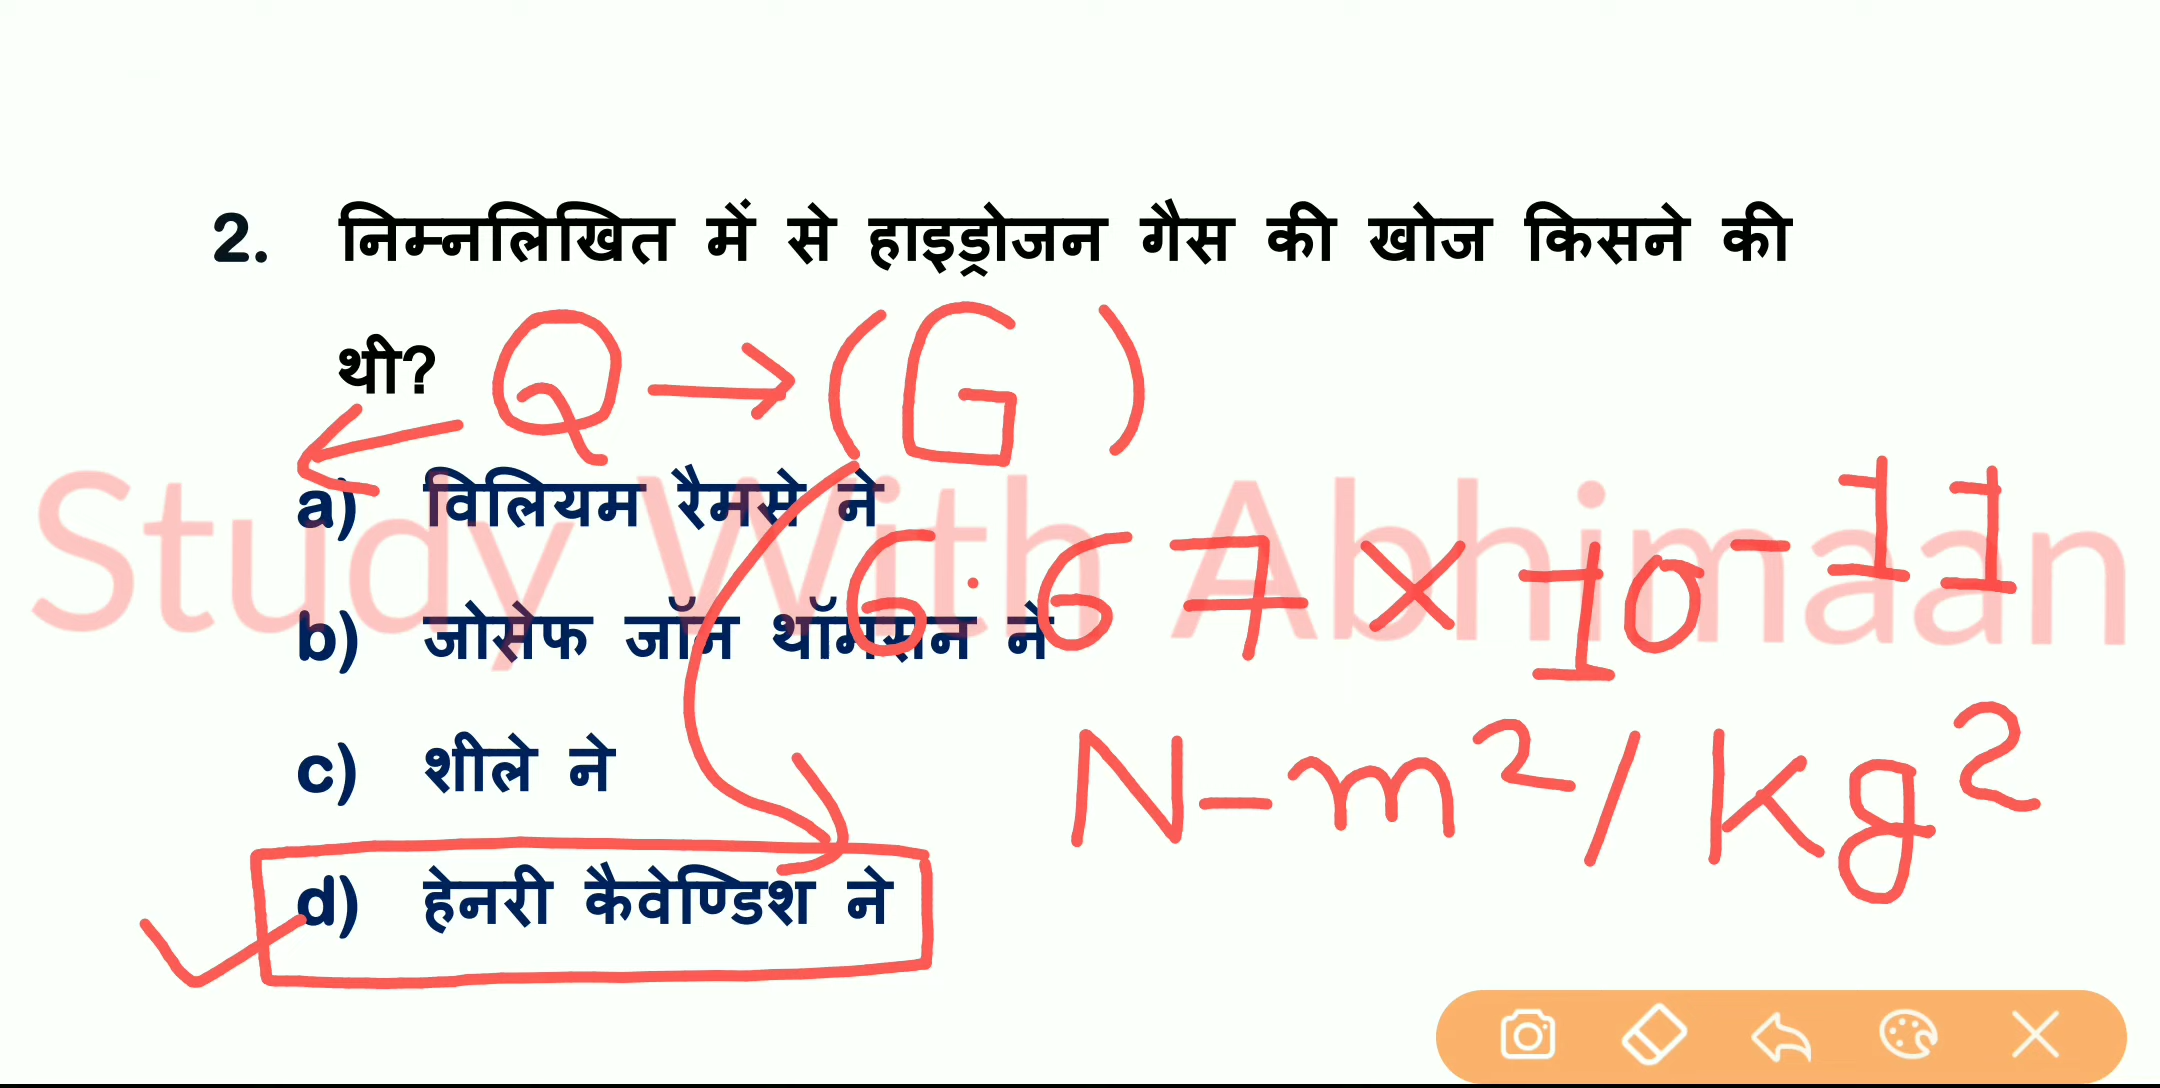 2. निम्नलिखित में से हाइड्रोजन गैस की खोज किसने की
थी?
Q → (G)
a) विलियम रैमसे ने
6.67 × 10⁻¹¹
b) जोसेफ जॉन थॉमसन ने
N-m²/Kg²
c) शीले ने
d) हेनरी कैवेण्डिश ने
Study With Abhimaan